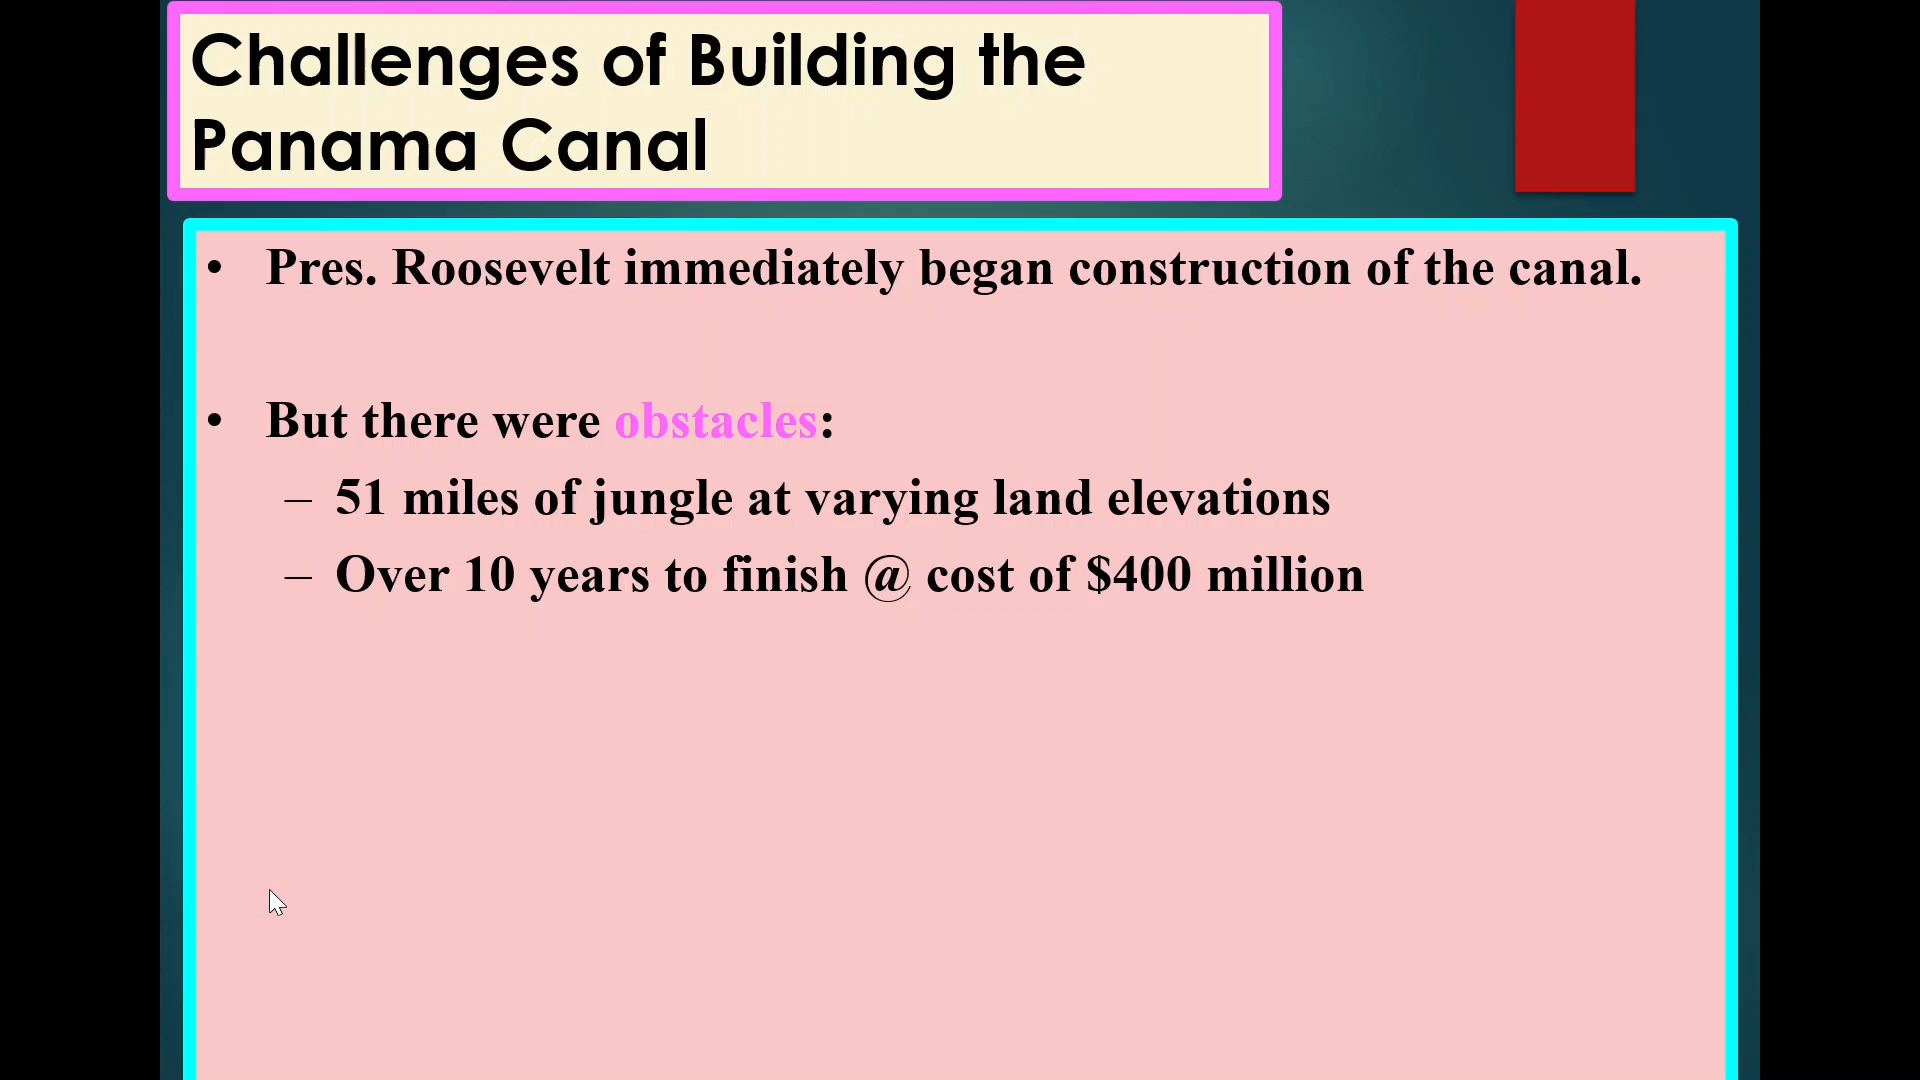 Challenges of Building the
Panama Canal
• Pres. Roosevelt immediately began construction of the canal.
• But there were obstacles:
– 51 miles of jungle at varying land elevations
– Over 10 years to finish @ cost of $400 million